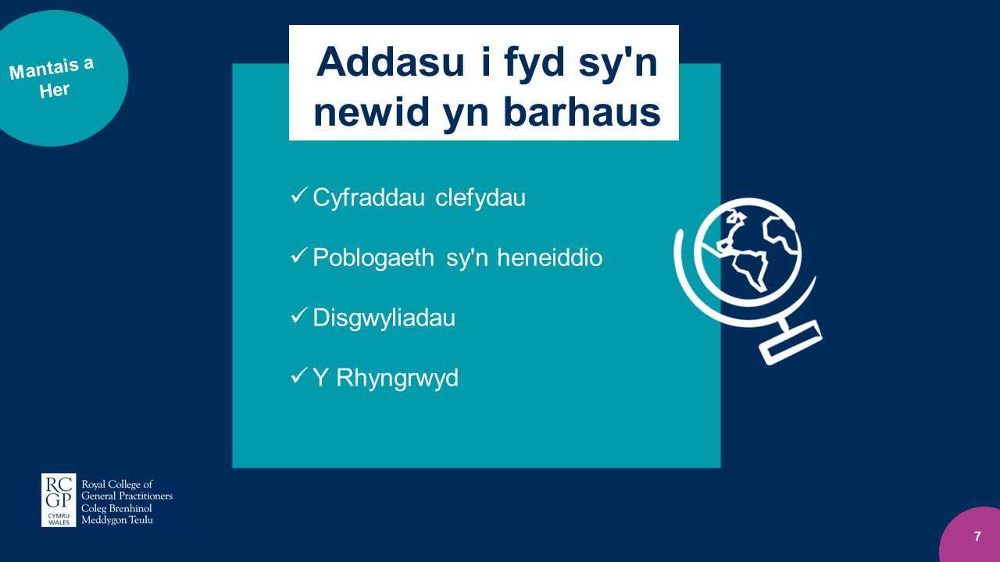 Mantais a
Her
Addasu i fyd sy'n
newid yn barhaus
✓ Cyfraddau clefydau
✓ Poblogaeth sy'n heneiddio
✓ Disgwyliadau
✓ Y Rhyngrwyd
RC
GP
CYMRU
WALES
Royal College of
General Practitioners
Coleg Brenhinol
Meddygon Teulu
7